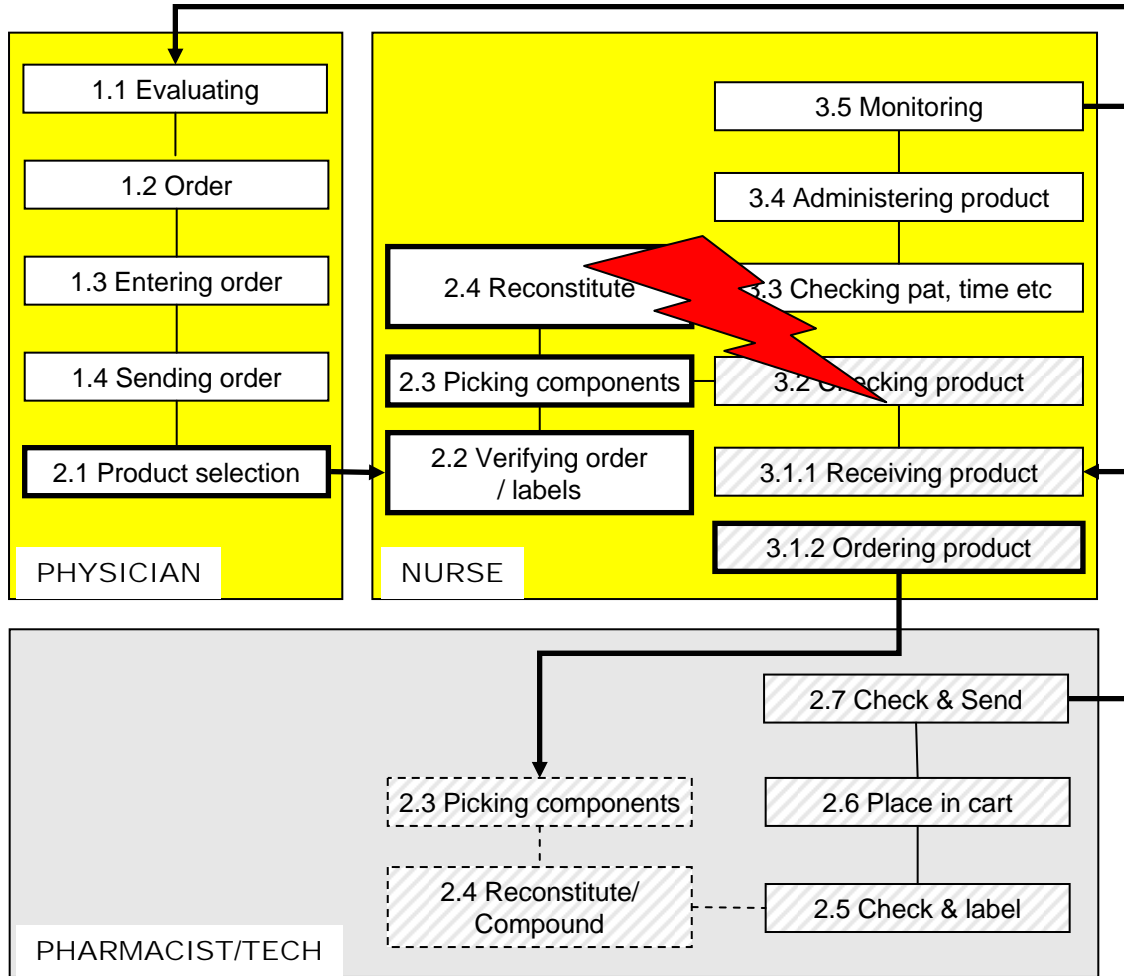 1.1 Evaluating
1.2 Order
1.3 Entering order
1.4 Sending order
2.1 Product selection
PHYSICIAN
3.5 Monitoring
3.4 Administering product
2.4 Reconstitute
3.3 Checking pat, time etc
2.3 Picking components
3.2 Checking product
2.2 Verifying order
/ labels
3.1.1 Receiving product
3.1.2 Ordering product
NURSE
2.7 Check & Send
2.3 Picking components
2.6 Place in cart
2.4 Reconstitute/
Compound
2.5 Check & label
PHARMACIST/TECH